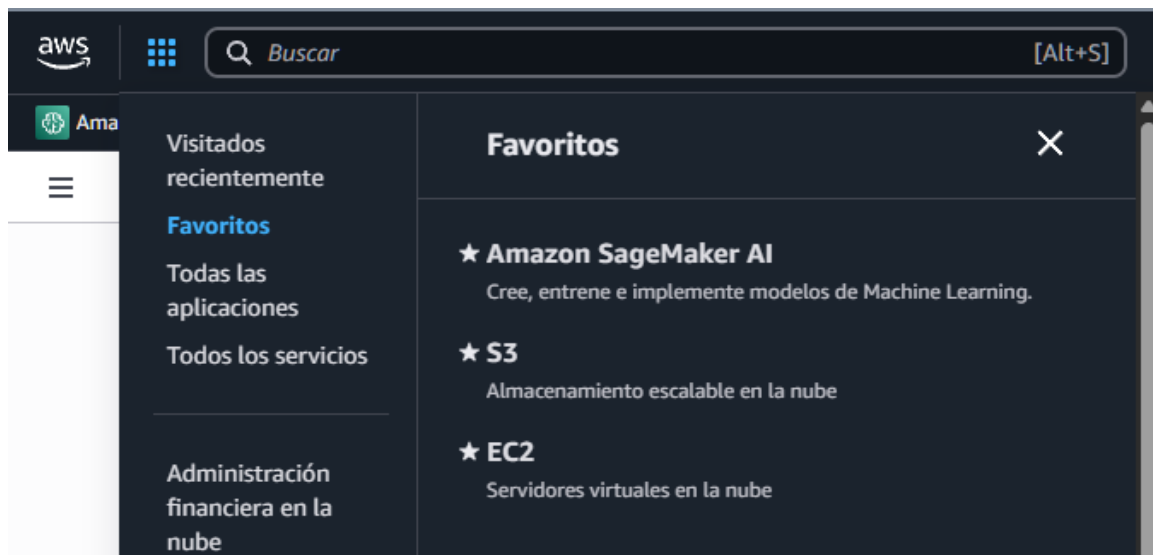 aws
Buscar [Alt+S]
Ama
Visitados
recientemente
Favoritos
Todas las
aplicaciones
Todos los servicios
Administración
financiera en la
nube
Favoritos
★ Amazon SageMaker AI
Cree, entrene e implemente modelos de Machine Learning.
★ S3
Almacenamiento escalable en la nube
★ EC2
Servidores virtuales en la nube